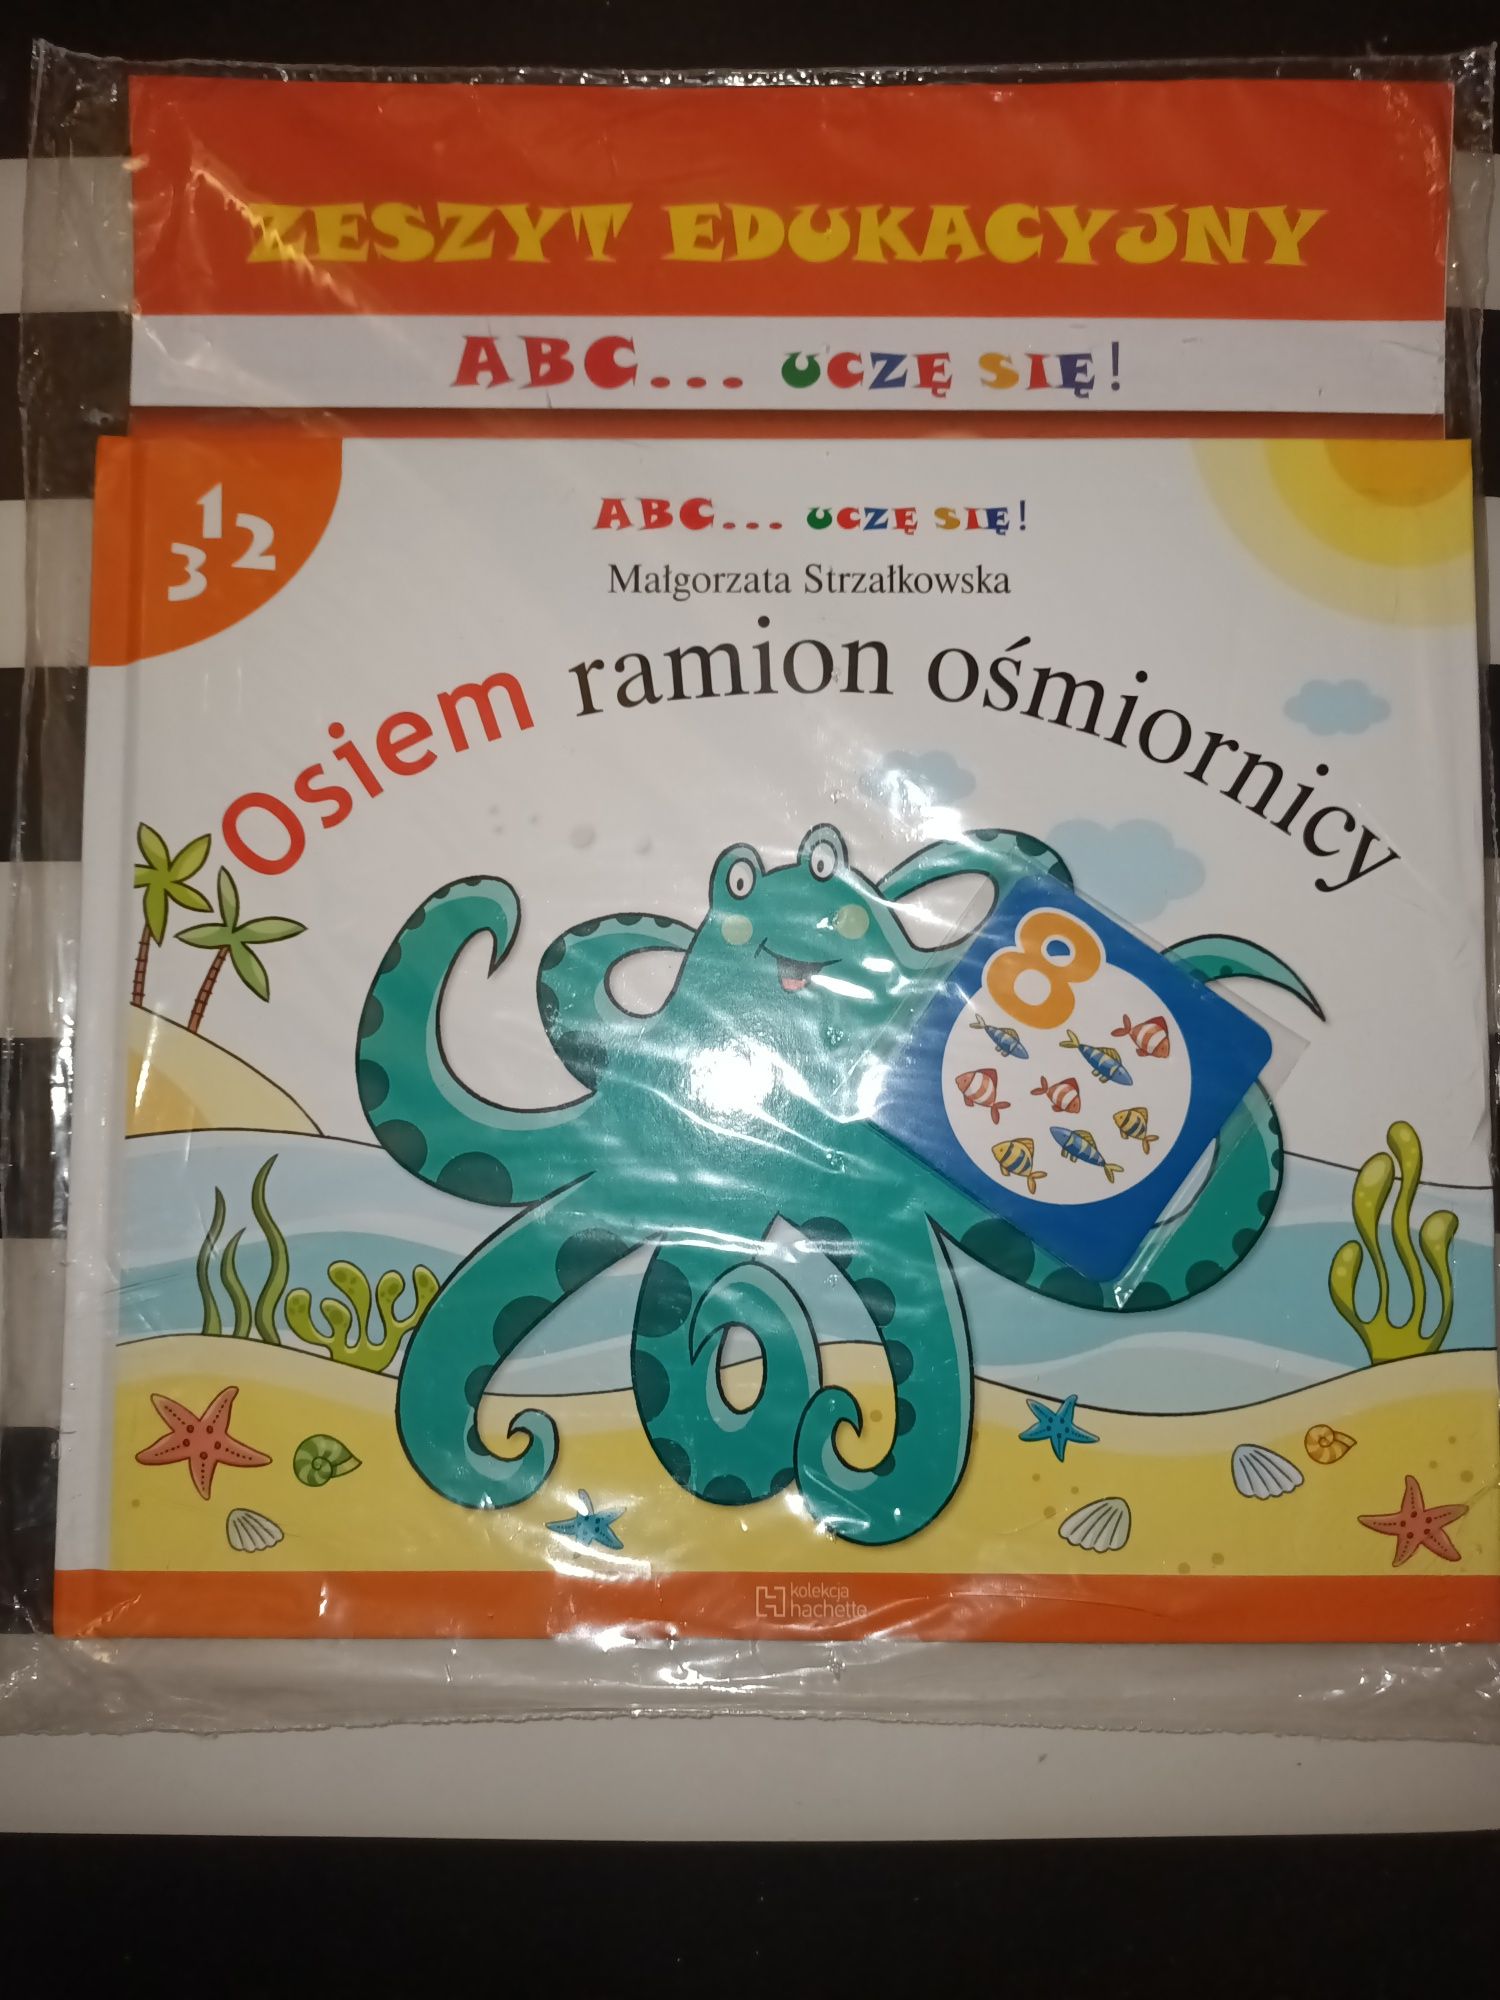 ZESZYT EDUKACYJNY
ABC... UCZĘ SIĘ!
1
2
3
ABC... UCZĘ SIĘ!
Małgorzata Strzałkowska
Osiem ramion ośmiornicy
8
kolekcja
hachette